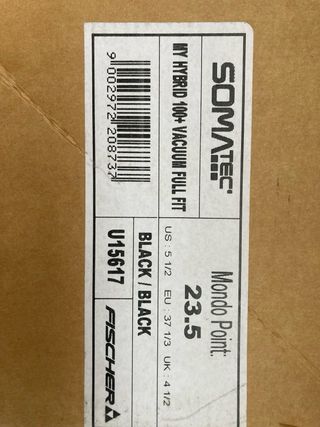 SOMATEC
MY HYBRID 100+ VACUUM FULL FIT
9 002972 208737
Mondo Point:
23.5
US : 5 1/2 EU : 37 1/3 UK : 4 1/2
BLACK / BLACK
U15617
FISCHER